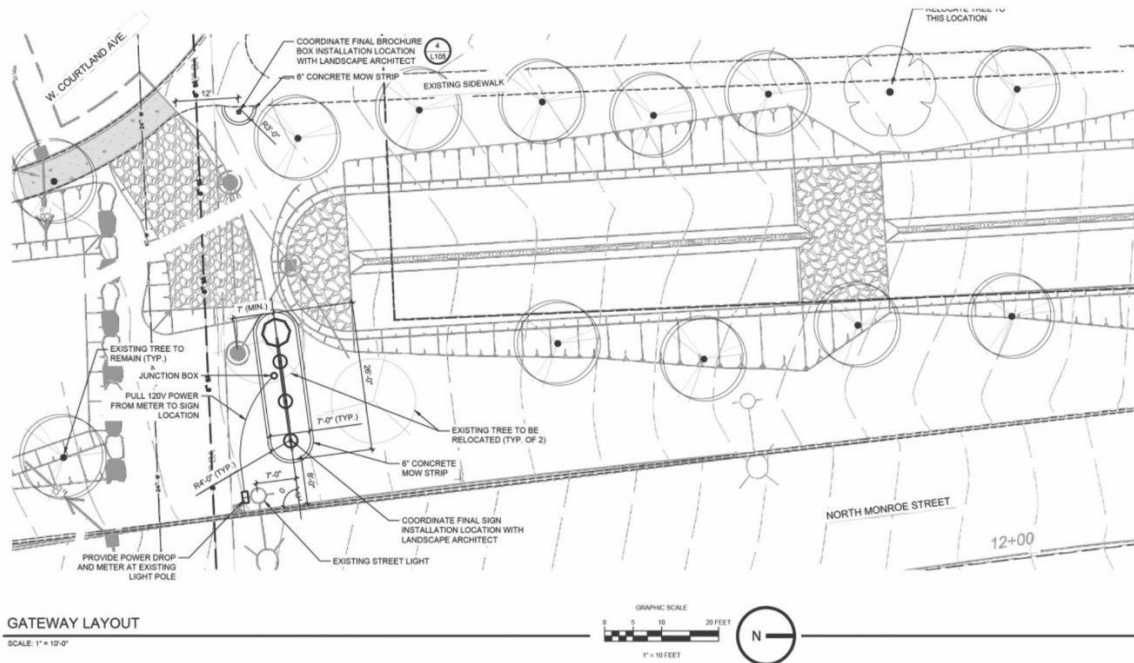 RELOCATE TREE TO
THIS LOCATION
COORDINATE FINAL BROCHURE
BOX INSTALLATION LOCATION
WITH LANDSCAPE ARCHITECT
4
L106
6" CONCRETE MOW STRIP
W. COURTLAND AVE.
12'
R3'-0"
EXISTING SIDEWALK
7' (MIN.)
EXISTING TREE TO
REMAIN (TYP.)
JUNCTION BOX
PULL 120V POWER
FROM METER TO SIGN
LOCATION
26'-0"
7'-0" (TYP.)
EXISTING TREE TO BE
RELOCATED (TYP. OF 2)
R4'-0" (TYP.)
6" CONCRETE
MOW STRIP
7'-0"
8'-0"
COORDINATE FINAL SIGN
INSTALLATION LOCATION WITH
LANDSCAPE ARCHITECT
NORTH MONROE STREET
12+00
PROVIDE POWER DROP
AND METER AT EXISTING
LIGHT POLE
EXISTING STREET LIGHT
GATEWAY LAYOUT
SCALE: 1" = 10'-0"
GRAPHIC SCALE
0 5 10 20 FEET
1" = 10 FEET
N